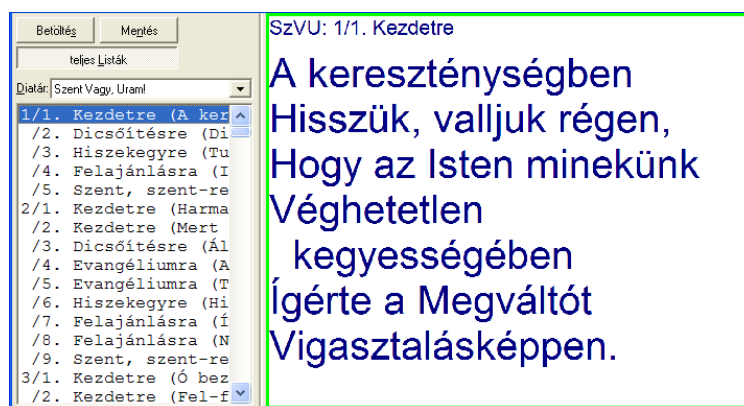 Betöltés
Mentés
teljes Listák
Diatár: Szent Vagy, Uram!
1/1. Kezdetre (A ker
/2. Dicsőítésre (Di
/3. Hiszekegyre (Tu
/4. Felajánlásra (I
/5. Szent, szent-re
2/1. Kezdetre (Harma
/2. Kezdetre (Mert
/3. Dicsőítésre (Ál
/4. Evangéliumra (A
/5. Evangéliumra (T
/6. Hiszekegyre (Hi
/7. Felajánlásra (Í
/8. Felajánlásra (N
/9. Szent, szent-re
3/1. Kezdetre (Ó bez
/2. Kezdetre (Fel-f
SzVU: 1/1. Kezdetre
A kereszténységben
Hisszük, valljuk régen,
Hogy az Isten minekünk
Véghetetlen
kegyességében
Ígérte a Megváltót
Vigasztalásképpen.